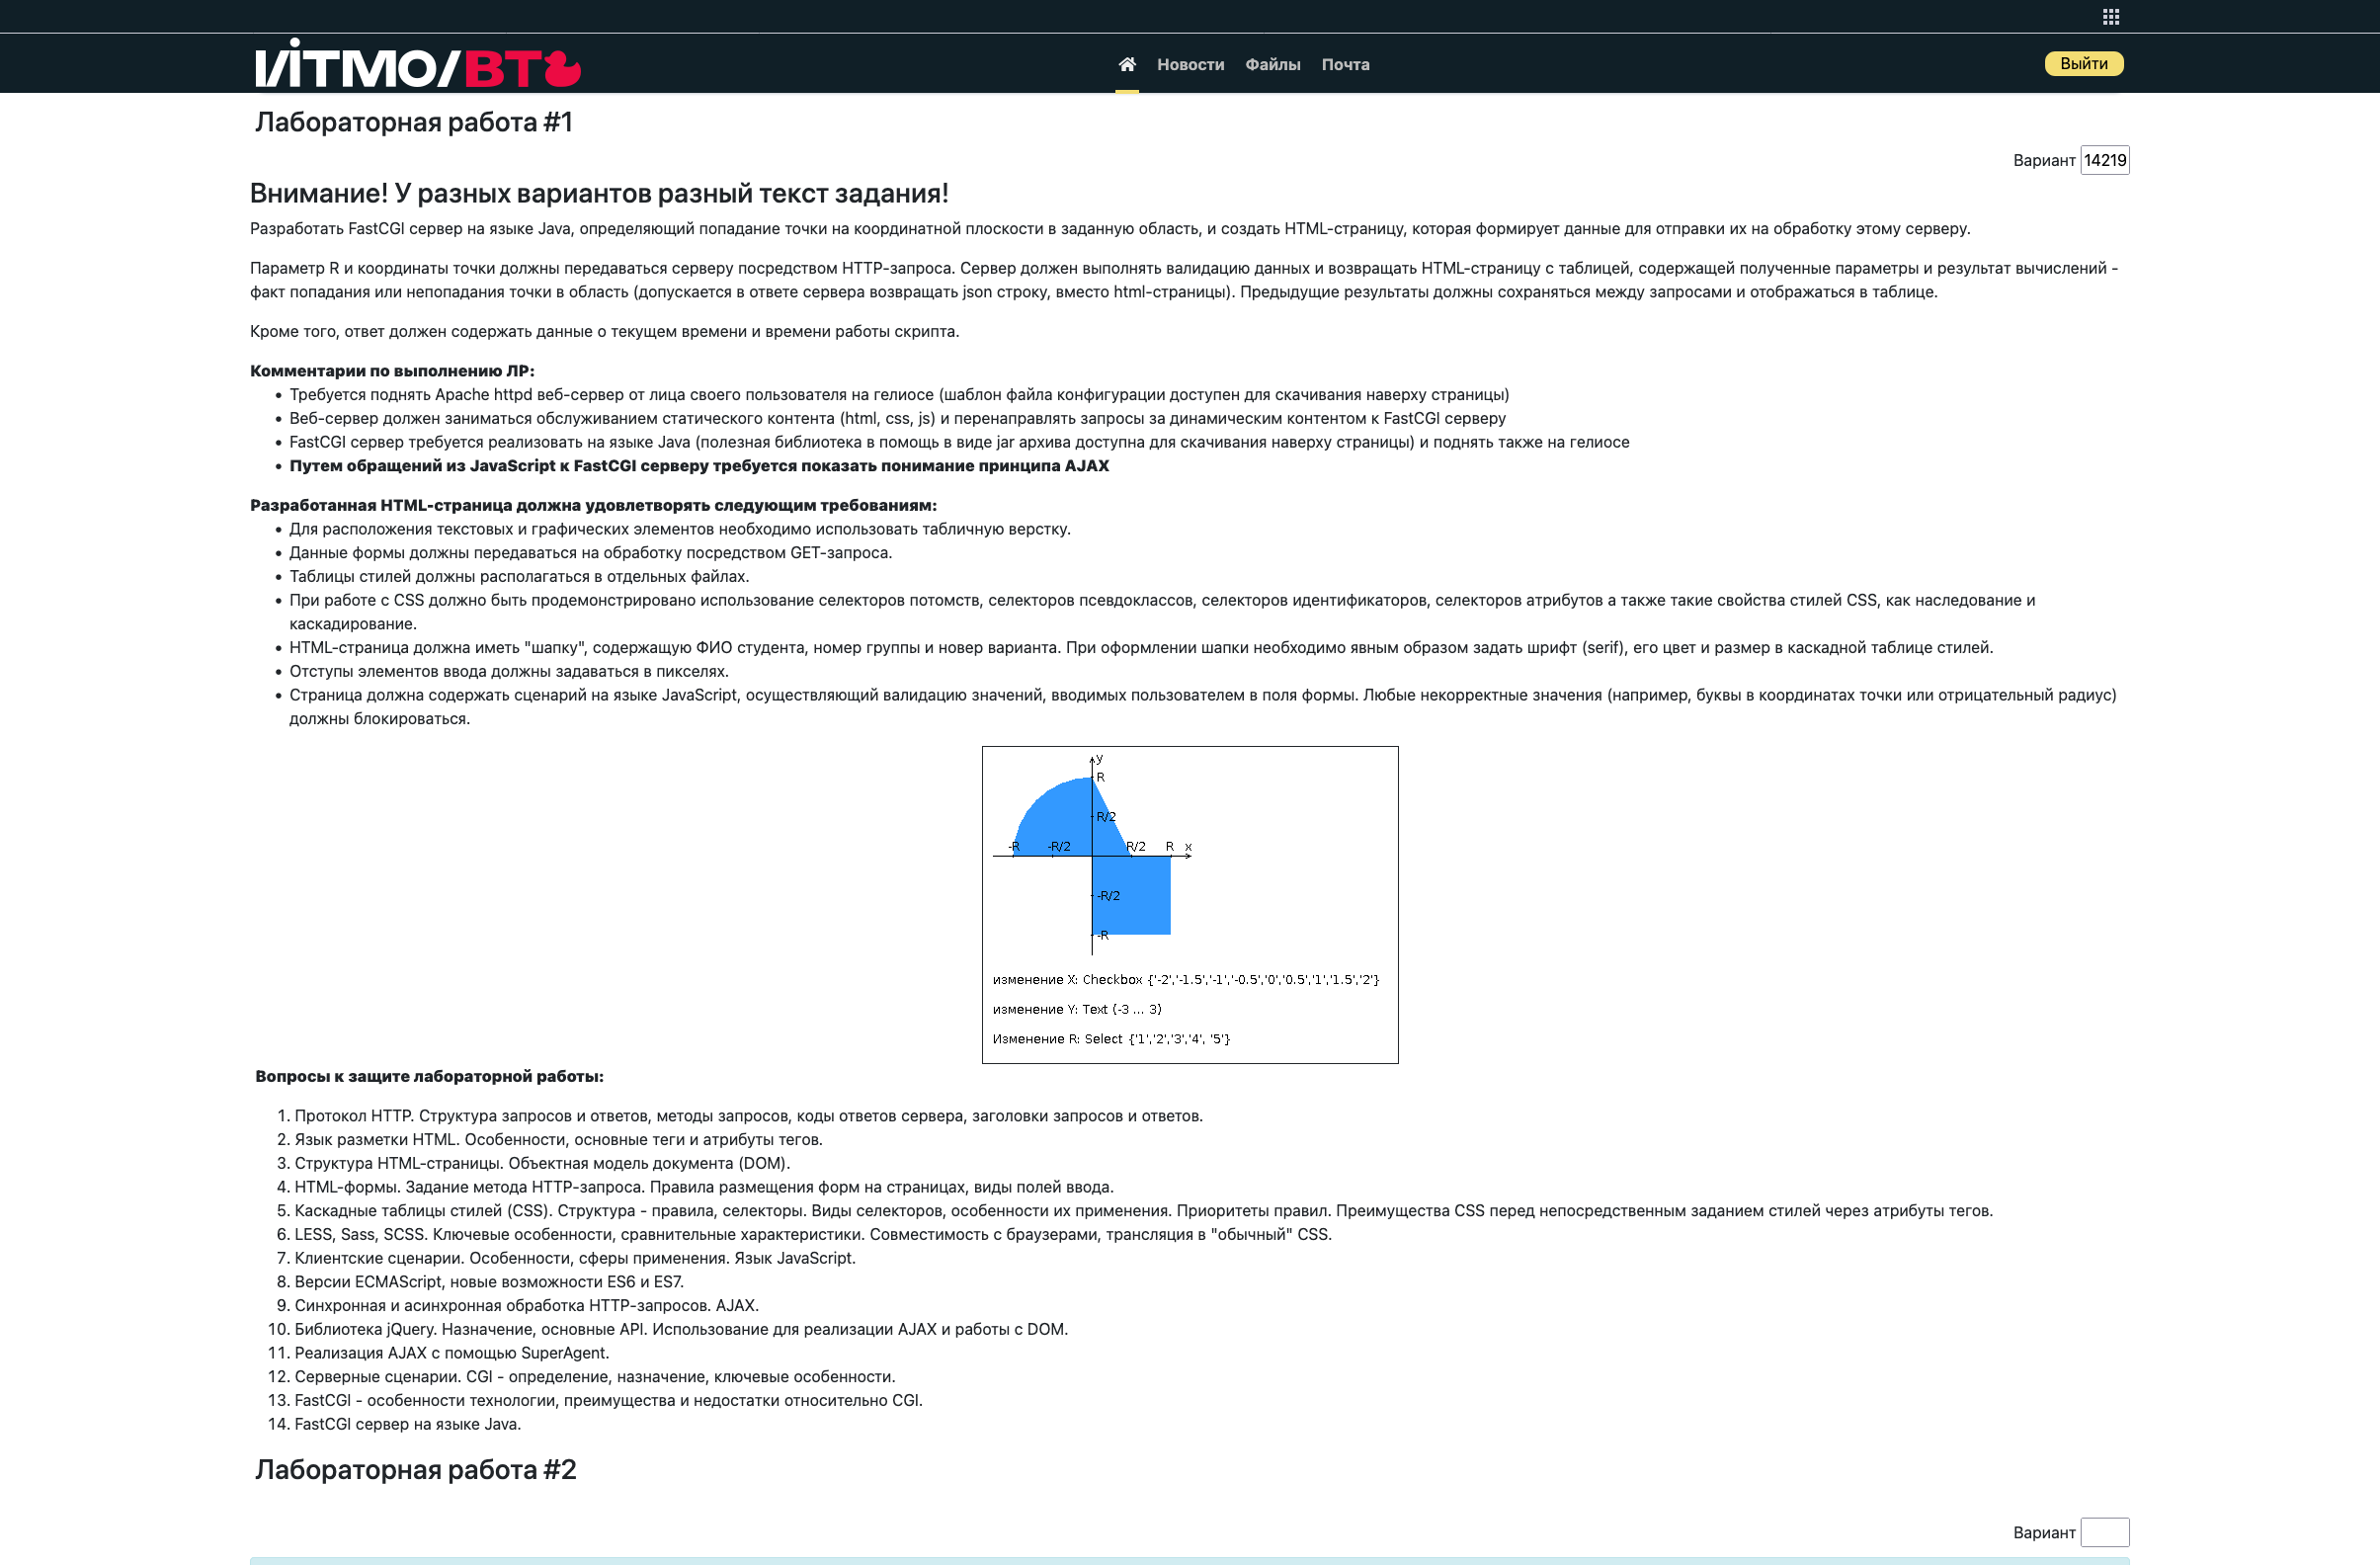 ИТМО/ВТ
Новости Файлы Почта
Выйти
Лабораторная работа #1
Вариант 14219
Внимание! У разных вариантов разный текст задания!
Разработать FastCGI сервер на языке Java, определяющий попадание точки на координатной плоскости в заданную область, и создать HTML-страницу, которая формирует данные для отправки их на обработку этому серверу.
Параметр R и координаты точки должны передаваться серверу посредством HTTP-запроса. Сервер должен выполнять валидацию данных и возвращать HTML-страницу с таблицей, содержащей полученные параметры и результат вычислений -
факт попадания или непопадания точки в область (допускается в ответе сервера возвращать json строку, вместо html-страницы). Предыдущие результаты должны сохраняться между запросами и отображаться в таблице.
Кроме того, ответ должен содержать данные о текущем времени и времени работы скрипта.
Комментарии по выполнению ЛР:
• Требуется поднять Apache httpd веб-сервер от лица своего пользователя на гелиосе (шаблон файла конфигурации доступен для скачивания наверху страницы)
• Веб-сервер должен заниматься обслуживанием статического контента (html, css, js) и перенаправлять запросы за динамическим контентом к FastCGI серверу
• FastCGI сервер требуется реализовать на языке Java (полезная библиотека в помощь в виде jar архива доступна для скачивания наверху страницы) и поднять также на гелиосе
• Путем обращений из JavaScript к FastCGI серверу требуется показать понимание принципа AJAX
Разработанная HTML-страница должна удовлетворять следующим требованиям:
• Для расположения текстовых и графических элементов необходимо использовать табличную верстку.
• Данные формы должны передаваться на обработку посредством GET-запроса.
• Таблицы стилей должны располагаться в отдельных файлах.
• При работе с CSS должно быть продемонстрировано использование селекторов потомств, селекторов псевдоклассов, селекторов идентификаторов, селекторов атрибутов а также такие свойства стилей CSS, как наследование и
каскадирование.
• HTML-страница должна иметь "шапку", содержащую ФИО студента, номер группы и новер варианта. При оформлении шапки необходимо явным образом задать шрифт (serif), его цвет и размер в каскадной таблице стилей.
• Отступы элементов ввода должны задаваться в пикселях.
• Страница должна содержать сценарий на языке JavaScript, осуществляющий валидацию значений, вводимых пользователем в поля формы. Любые некорректные значения (например, буквы в координатах точки или отрицательный радиус)
должны блокироваться.
y
R
R/2
-R -R/2 R/2 R x
-R/2
-R
изменение X: Checkbox {'-2','-1.5','-1','-0.5','0','0.5','1','1.5','2'}
изменение Y: Text (-3 ... 3)
Изменение R: Select {'1','2','3','4', '5'}
Вопросы к защите лабораторной работы:
1. Протокол HTTP. Структура запросов и ответов, методы запросов, коды ответов сервера, заголовки запросов и ответов.
2. Язык разметки HTML. Особенности, основные теги и атрибуты тегов.
3. Структура HTML-страницы. Объектная модель документа (DOM).
4. HTML-формы. Задание метода HTTP-запроса. Правила размещения форм на страницах, виды полей ввода.
5. Каскадные таблицы стилей (CSS). Структура - правила, селекторы. Виды селекторов, особенности их применения. Приоритеты правил. Преимущества CSS перед непосредственным заданием стилей через атрибуты тегов.
6. LESS, Sass, SCSS. Ключевые особенности, сравнительные характеристики. Совместимость с браузерами, трансляция в "обычный" CSS.
7. Клиентские сценарии. Особенности, сферы применения. Язык JavaScript.
8. Версии ECMAScript, новые возможности ES6 и ES7.
9. Синхронная и асинхронная обработка HTTP-запросов. AJAX.
10. Библиотека jQuery. Назначение, основные API. Использование для реализации AJAX и работы с DOM.
11. Реализация AJAX с помощью SuperAgent.
12. Серверные сценарии. CGI - определение, назначение, ключевые особенности.
13. FastCGI - особенности технологии, преимущества и недостатки относительно CGI.
14. FastCGI сервер на языке Java.
Лабораторная работа #2
Вариант